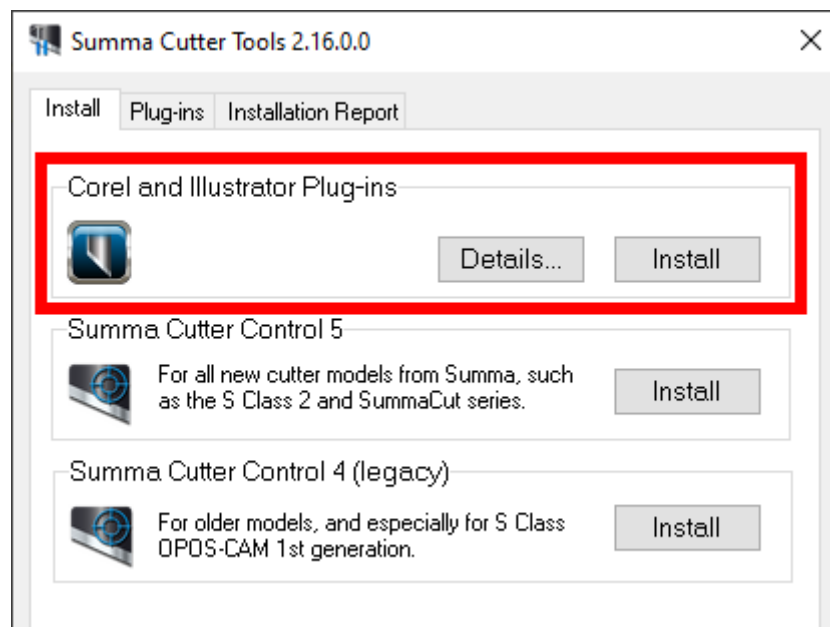 Summa Cutter Tools 2.16.0.0
Install
Plug-ins
Installation Report
Corel and Illustrator Plug-ins
Details...
Install
Summa Cutter Control 5
For all new cutter models from Summa, such
as the S Class 2 and SummaCut series.
Install
Summa Cutter Control 4 (legacy)
For older models, and especially for S Class
OPOS-CAM 1st generation.
Install